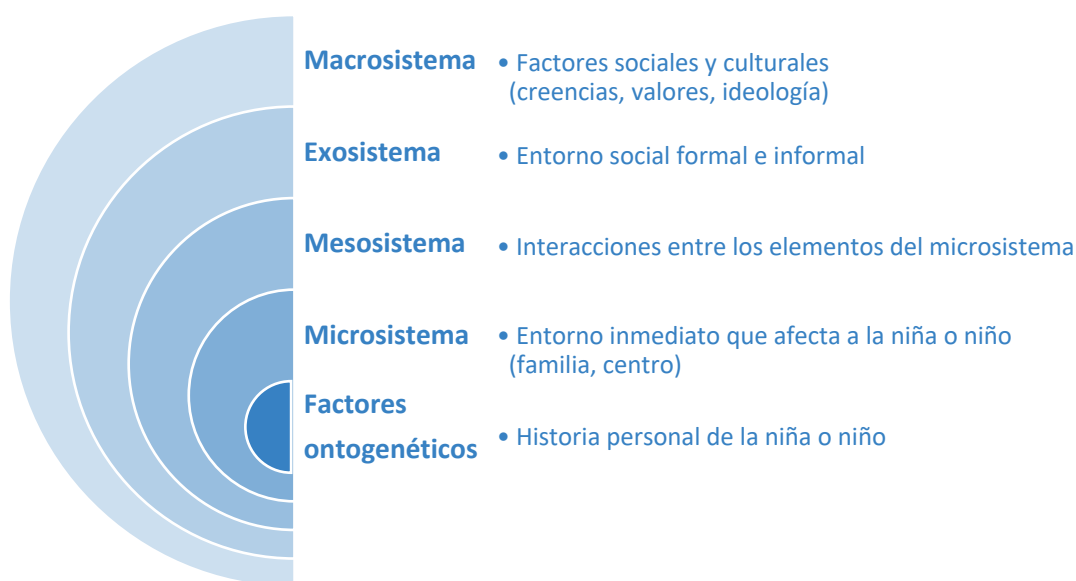 Macrosistema
• Factores sociales y culturales
(creencias, valores, ideología)
Exosistema
• Entorno social formal e informal
Mesosistema
• Interacciones entre los elementos del microsistema
Microsistema
• Entorno inmediato que afecta a la niña o niño
(familia, centro)
Factores
ontogenéticos
• Historia personal de la niña o niño